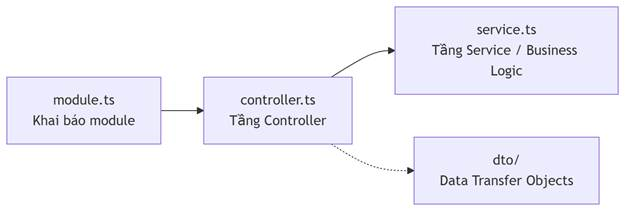 module.ts
Khai báo module
controller.ts
Tầng Controller
service.ts
Tầng Service / Business
Logic
dto/
Data Transfer Objects